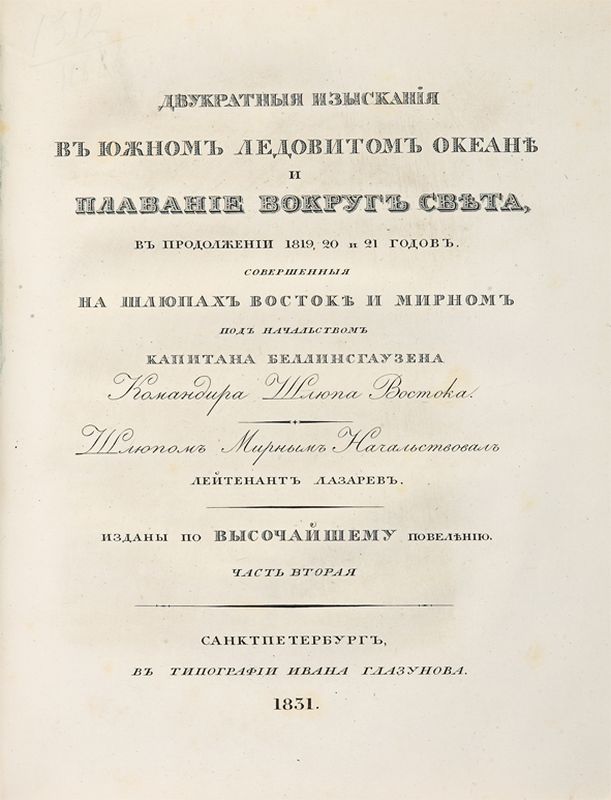 ДВУКРАТНЫЯ ИЗЫСКАНІЯ
ВЪ ЮЖНОМЪ ЛЕДОВИТОМЪ ОКЕАНѢ
И
ПЛАВАНІЕ ВОКРУГЪ СВѢТА,
ВЪ ПРОДОЛЖЕНІИ 1819, 20 и 21 ГОДОВЪ.
СОВЕРШЕННЫЯ
НА ШЛЮПАХЪ ВОСТОКѢ И МИРНОМЪ
ПОДЪ НАЧАЛЬСТВОМЪ
КАПИТАНА БЕЛЛИНСГАУЗЕНА
Командира Шлюпа Востока.
Шлюпомъ Мирнымъ Начальствовалъ
ЛЕЙТЕНАНТЪ ЛАЗАРЕВЪ.
ИЗДАНЫ ПО ВЫСОЧАЙШЕМУ ПОВЕЛѢНІЮ.
ЧАСТЬ ВТОРАЯ
САНКТПЕТЕРБУРГЪ,
ВЪ ТИПОГРАФІИ ИВАНА ГЛАЗУНОВА.
1831.